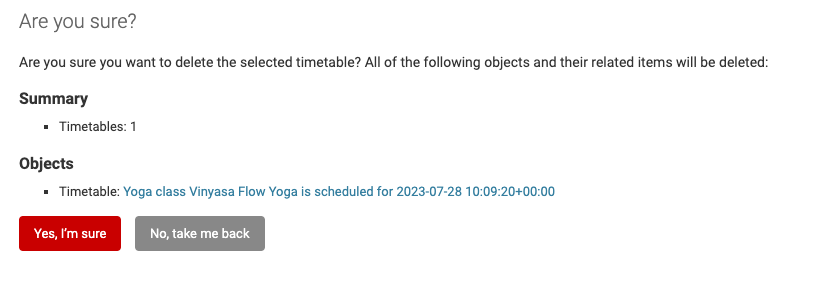 Are you sure?
Are you sure you want to delete the selected timetable? All of the following objects and their related items will be deleted:
Summary
Timetables: 1
Objects
Timetable: Yoga class Vinyasa Flow Yoga is scheduled for 2023-07-28 10:09:20+00:00
Yes, I'm sure
No, take me back